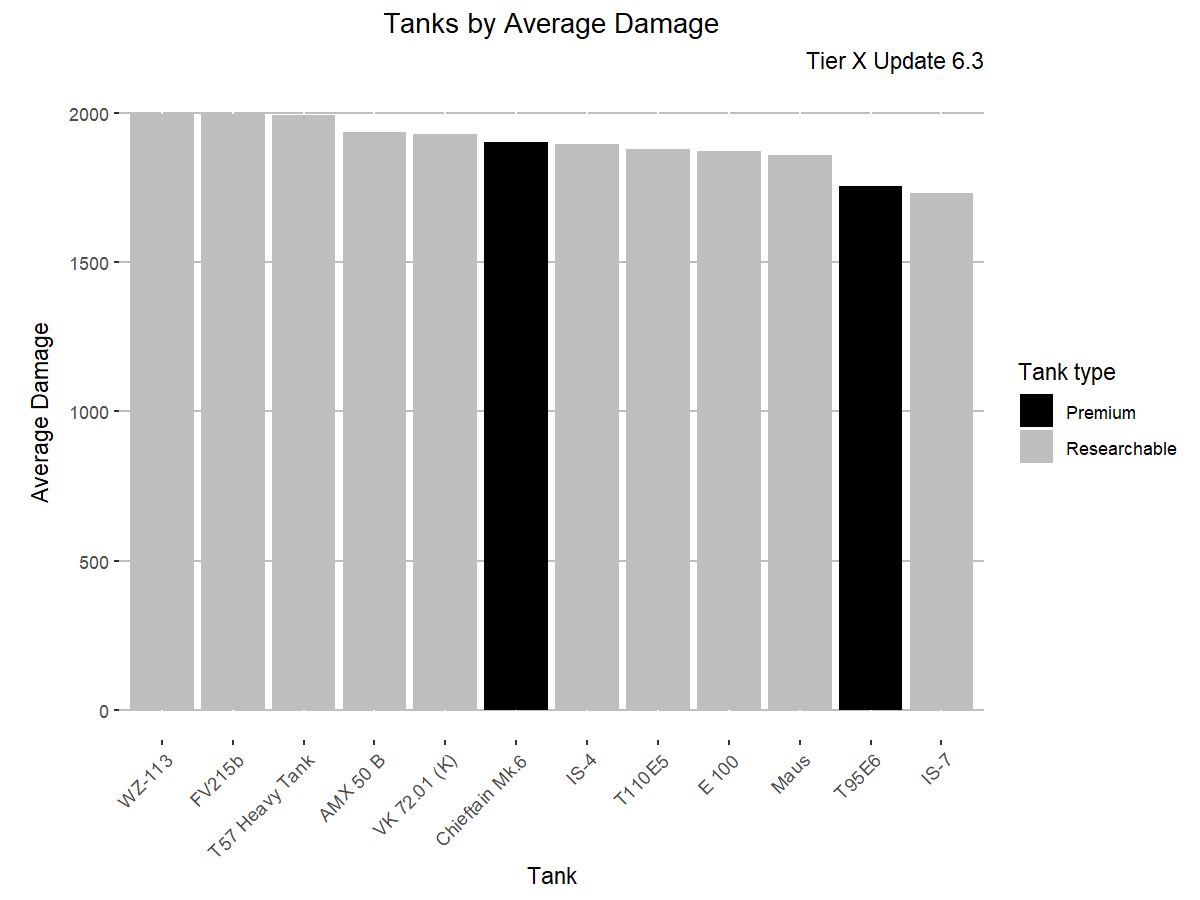 Tanks by Average Damage
Tier X Update 6.3
Average Damage
2000
1500
1000
500
0
WZ-113
FV215b
T57 Heavy Tank
AMX 50 B
VK 72.01 (K)
Chieftain Mk.6
IS-4
T110E5
E 100
Maus
T95E6
IS-7
Tank
Tank type
Premium
Researchable